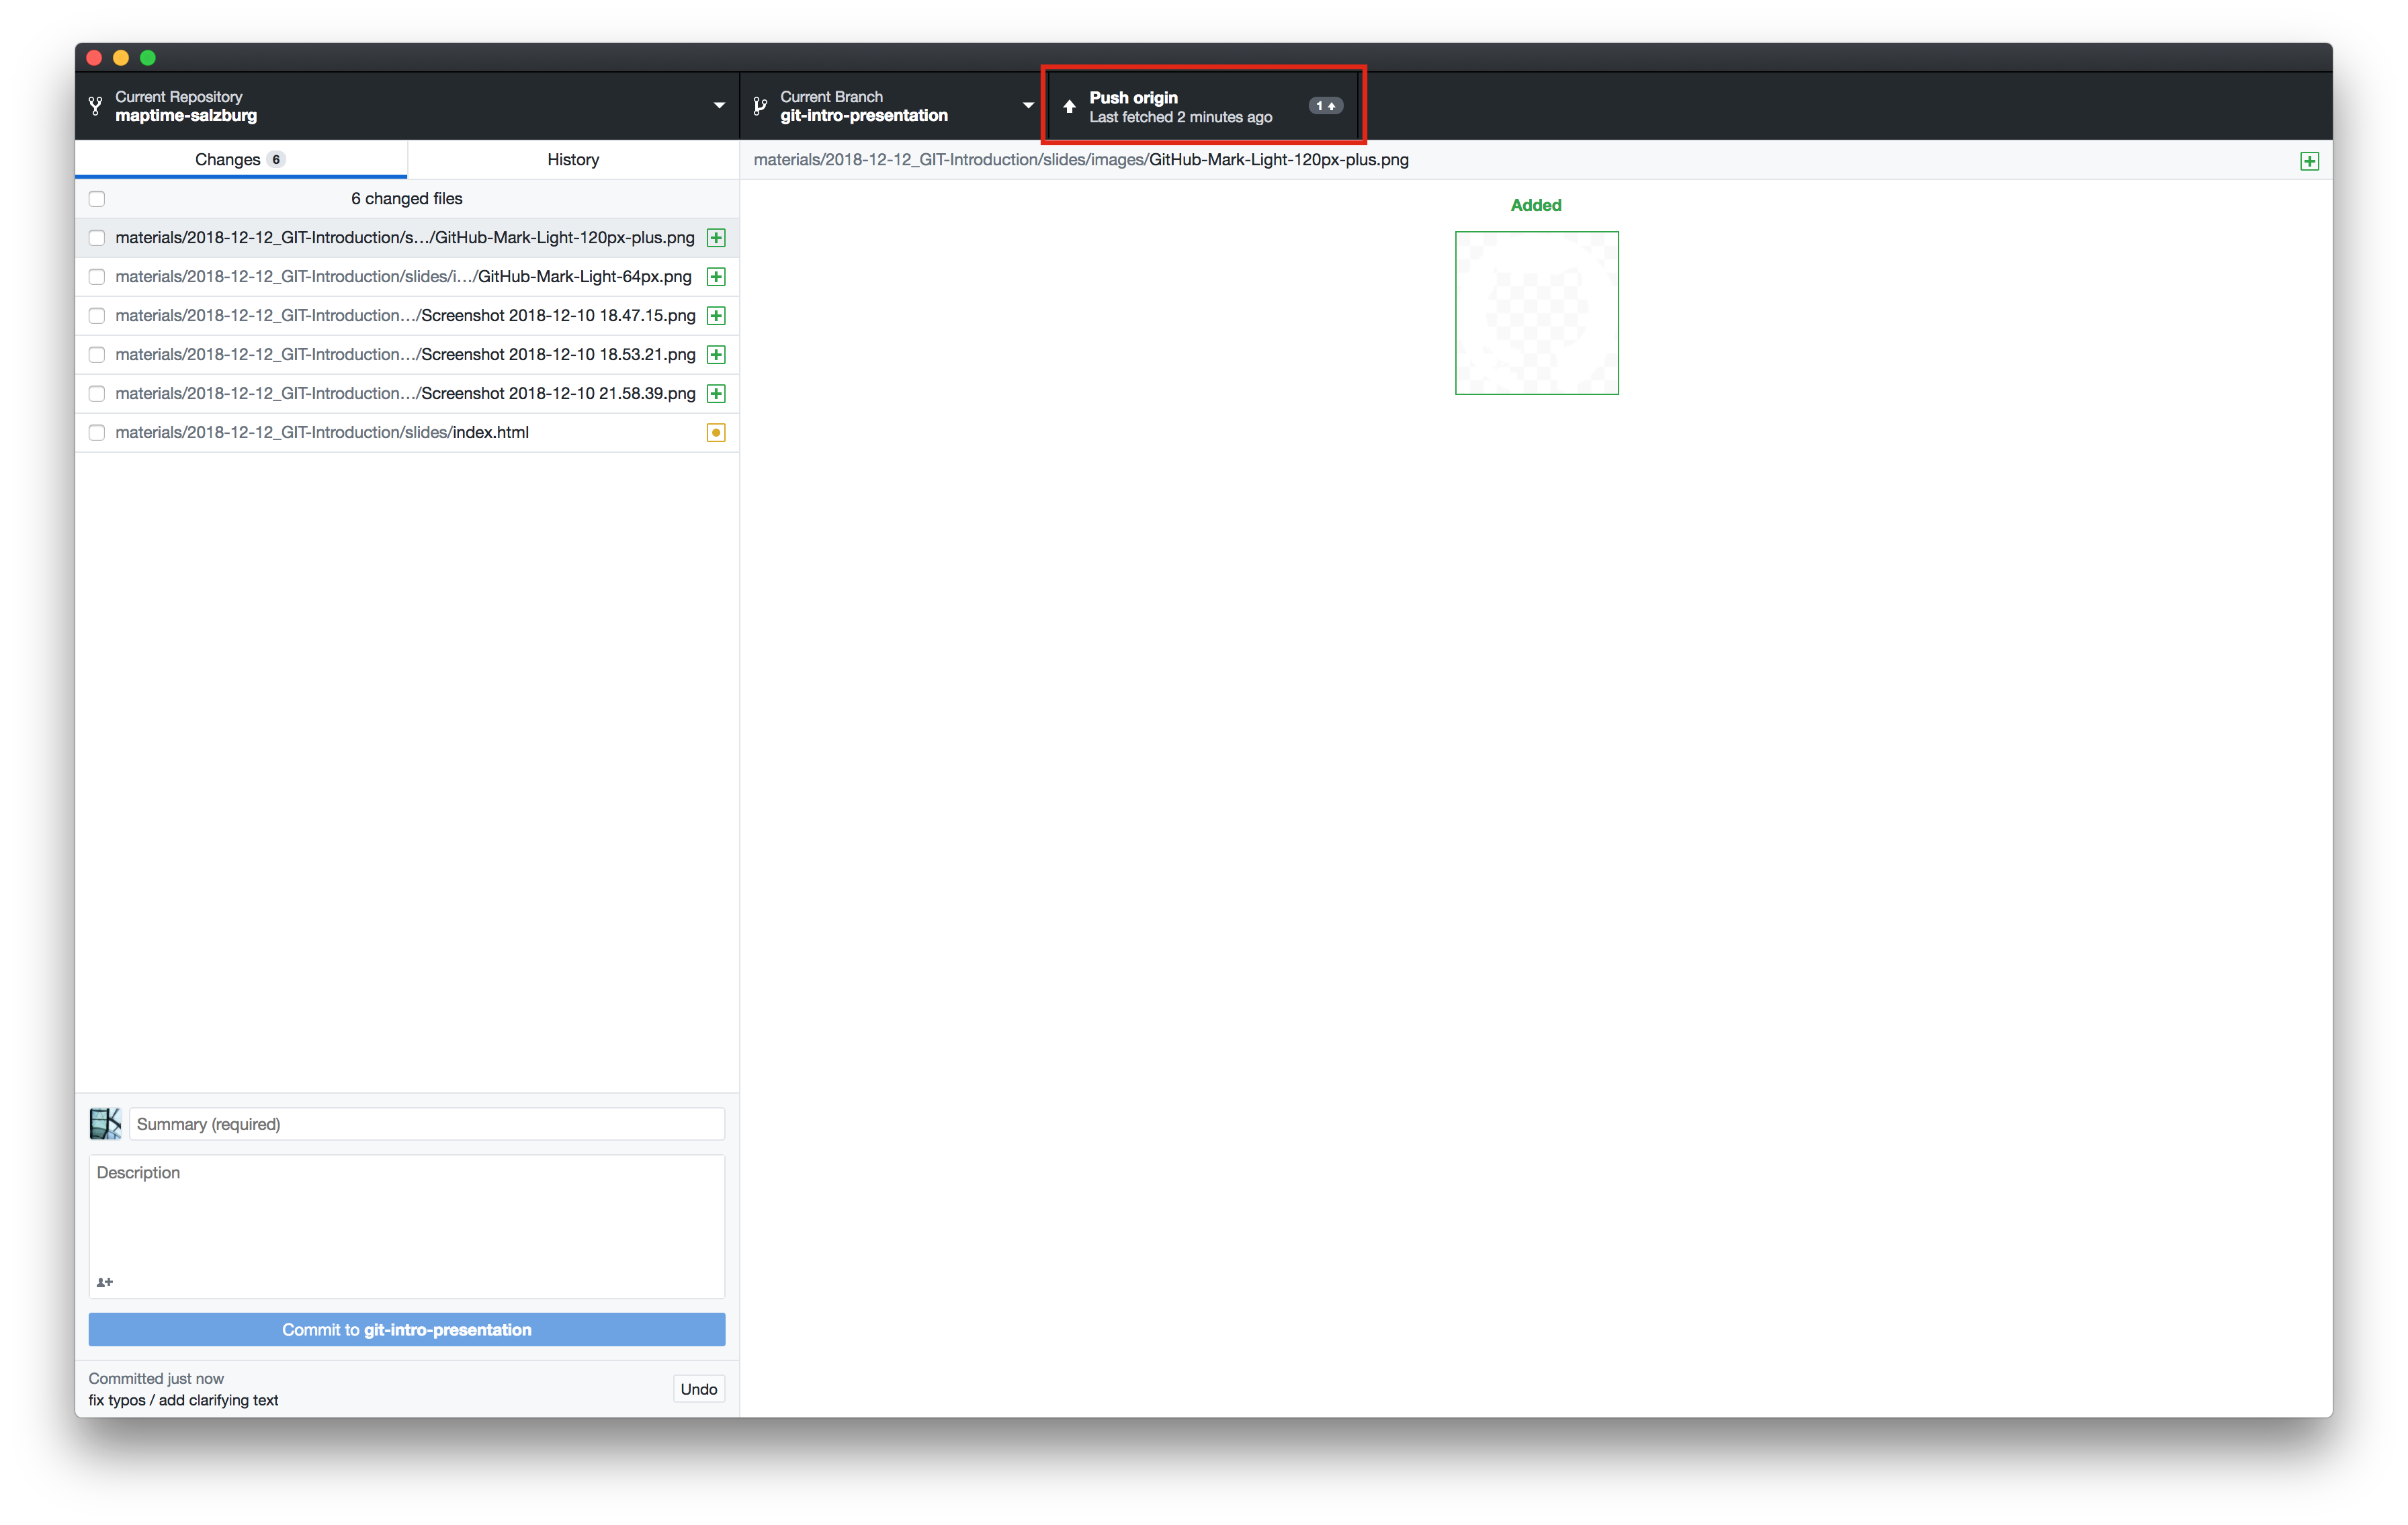 Current Repository
maptime-salzburg
Current Branch
git-intro-presentation
Push origin
Last fetched 2 minutes ago
1
Changes 6
History
materials/2018-12-12_GIT-Introduction/slides/images/GitHub-Mark-Light-120px-plus.png
6 changed files
materials/2018-12-12_GIT-Introduction/s…/GitHub-Mark-Light-120px-plus.png
materials/2018-12-12_GIT-Introduction/slides/i…/GitHub-Mark-Light-64px.png
materials/2018-12-12_GIT-Introduction…/Screenshot 2018-12-10 18.47.15.png
materials/2018-12-12_GIT-Introduction…/Screenshot 2018-12-10 18.53.21.png
materials/2018-12-12_GIT-Introduction…/Screenshot 2018-12-10 21.58.39.png
materials/2018-12-12_GIT-Introduction/slides/index.html
Added
Summary (required)
Description
Commit to git-intro-presentation
Committed just now
fix typos / add clarifying text
Undo